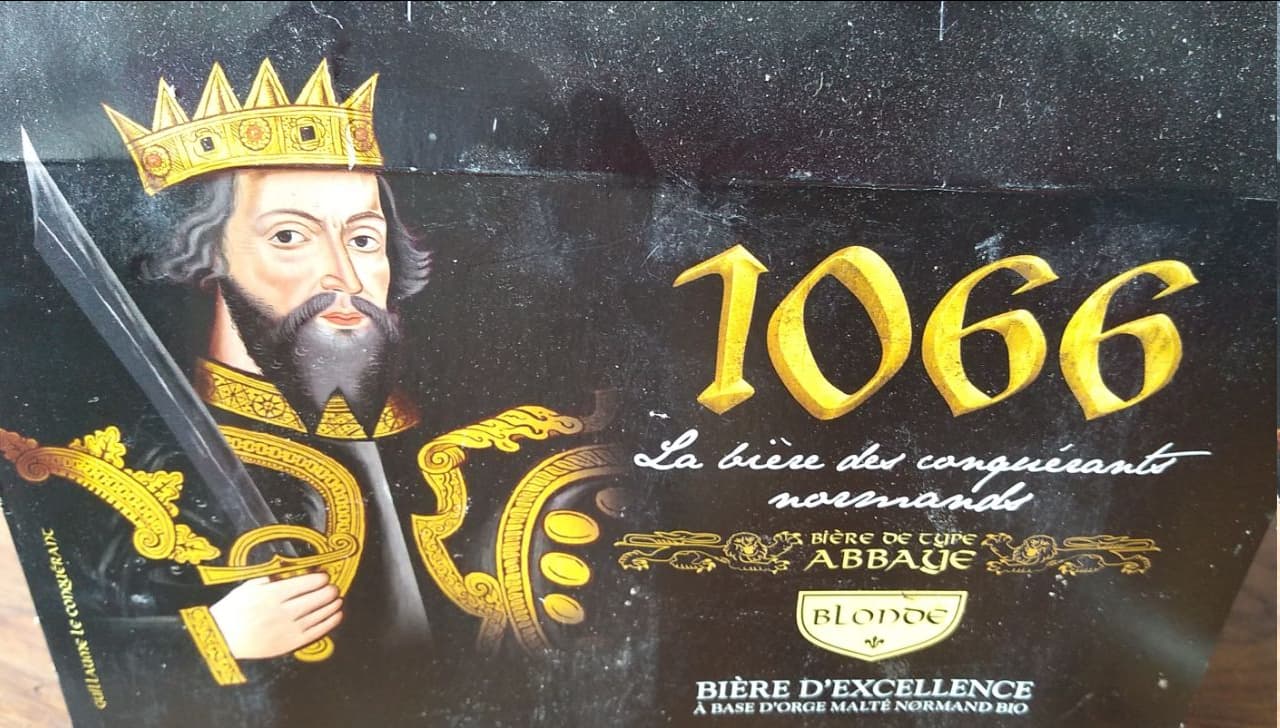 1066
La bière des conquérants
normands
BIÈRE DE TYPE
ABBAYE
BLONDE
BIÈRE D'EXCELLENCE
À BASE D'ORGE MALTÉ NORMAND BIO
GUILLAUME LE CONQUÉRANT